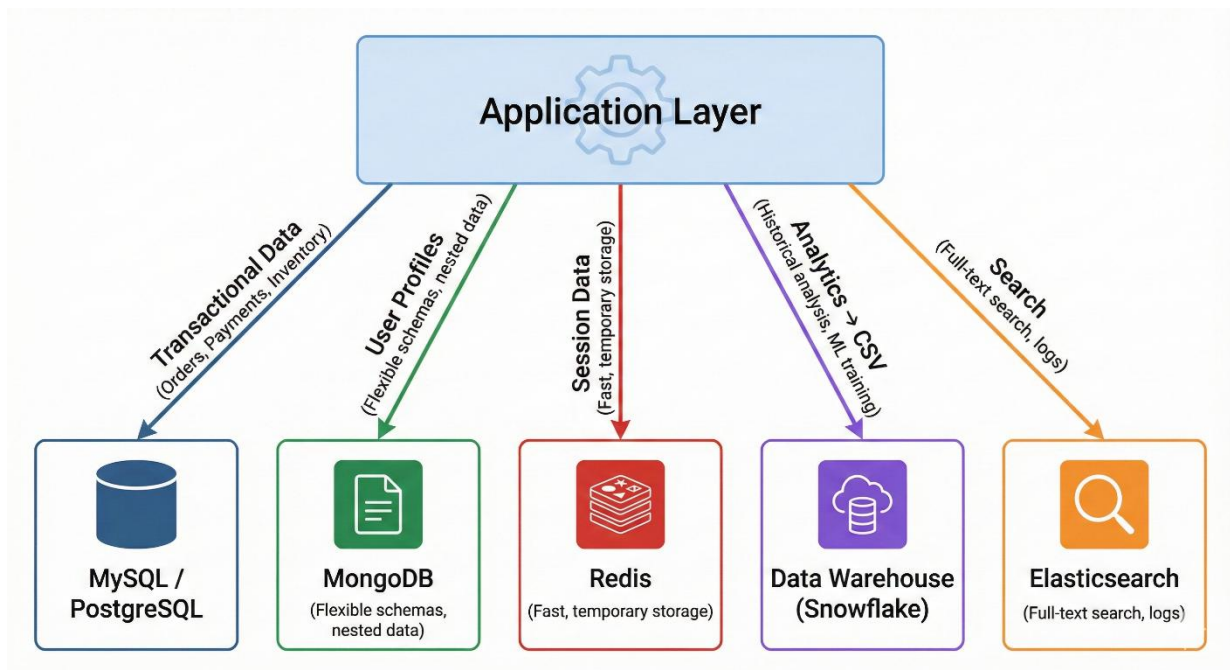 Application Layer
Transactional Data
(Orders, Payments, Inventory)
User Profiles
(Flexible schemas, nested data)
Session Data
(Fast, temporary storage)
Analytics → CSV
(Historical analysis, ML training)
Search
(Full-text search, logs)
MySQL /
PostgreSQL
MongoDB
(Flexible schemas,
nested data)
Redis
(Fast, temporary storage)
Data Warehouse
(Snowflake)
Elasticsearch
(Full-text search, logs)